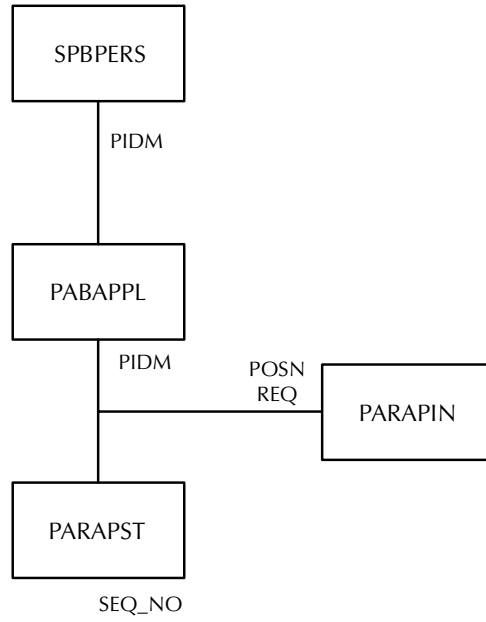 SPBPERS
PIDM
PABAPPL
PIDM
POSN
REQ
PARAPIN
PARAPST
SEQ_NO